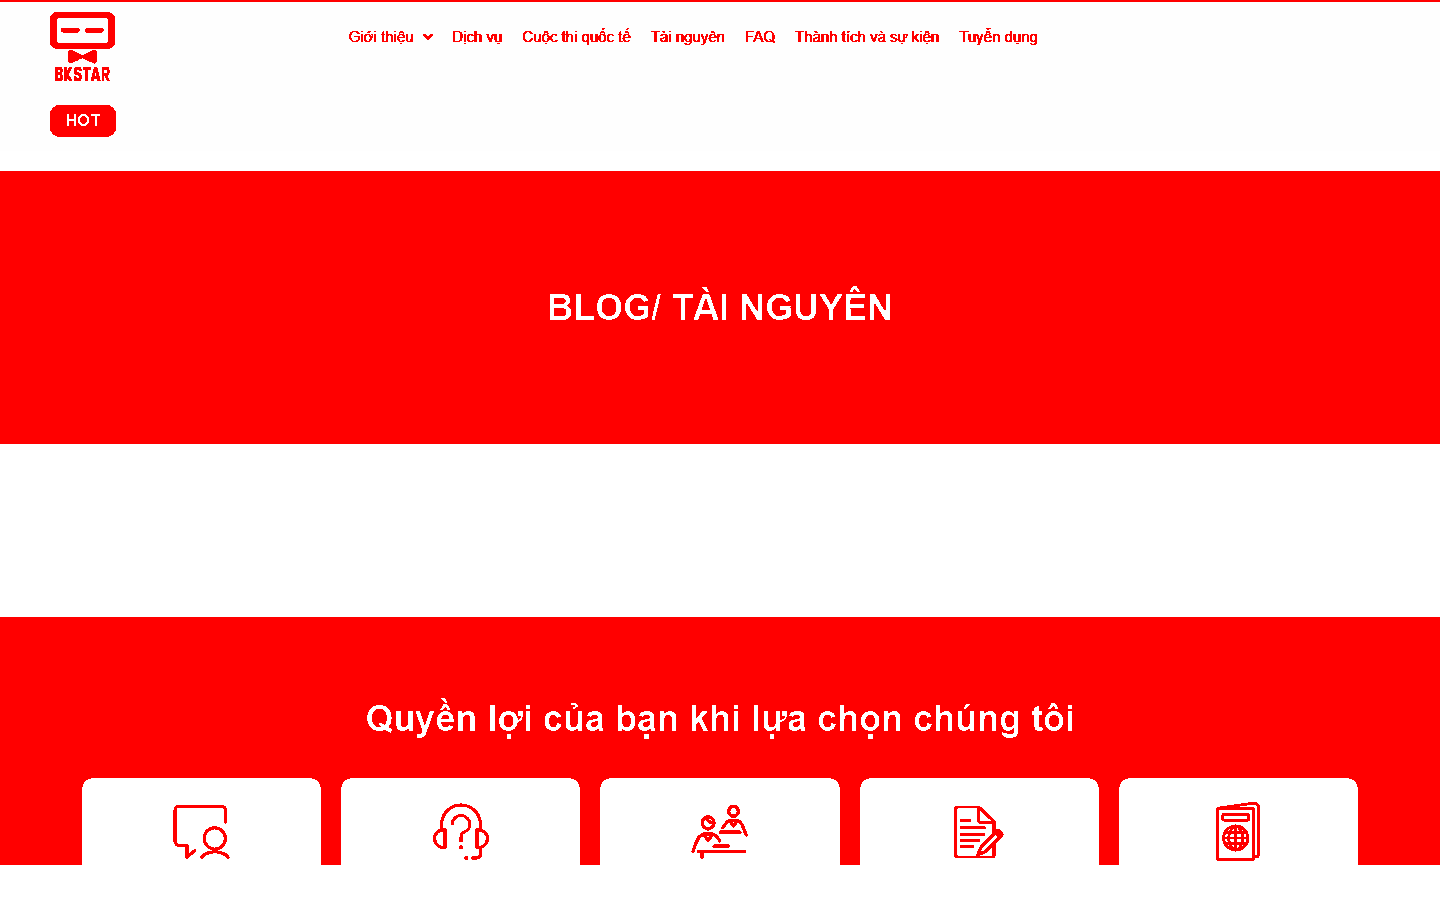 BKSTAR
Giới thiệu Dịch vụ Cuộc thi quốc tế Tài nguyên FAQ Thành tích và sự kiện Tuyển dụng
HOT
BLOG/ TÀI NGUYÊN
Quyền lợi của bạn khi lựa chọn chúng tôi